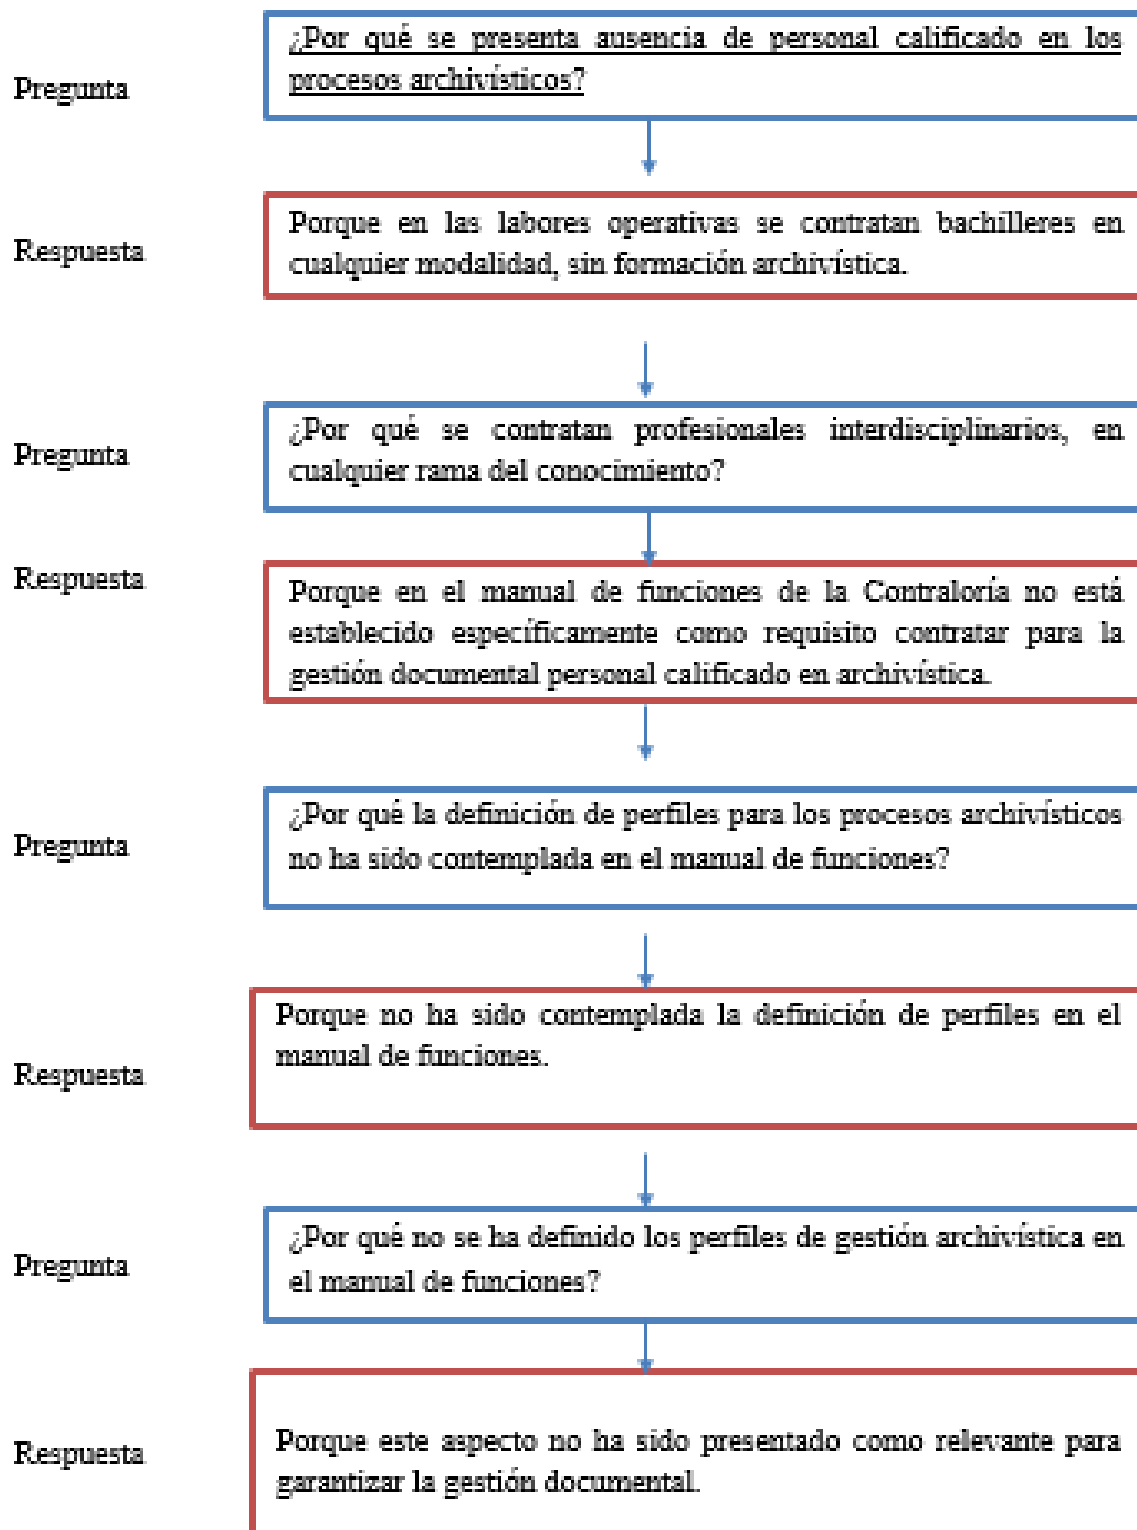 ¿Por qué se presenta ausencia de personal calificado en los
procesos archivísticos?
Pregunta
Porque en las labores operativas se contratan bachilleres en
cualquier modalidad, sin formación archivística.
Respuesta
¿Por qué se contratan profesionales interdisciplinarios, en
cualquier rama del conocimiento?
Pregunta
Respuesta
Porque en el manual de funciones de la Contraloría no está
establecido específicamente como requisito contratar para la
gestión documental personal calificado en archivística.
¿Por qué la definición de perfiles para los procesos archivísticos
no ha sido contemplada en el manual de funciones?
Pregunta
Porque no ha sido contemplada la definición de perfiles en el
manual de funciones.
Respuesta
¿Por qué no se ha definido los perfiles de gestión archivística en
el manual de funciones?
Pregunta
Porque este aspecto no ha sido presentado como relevante para
garantizar la gestión documental.
Respuesta